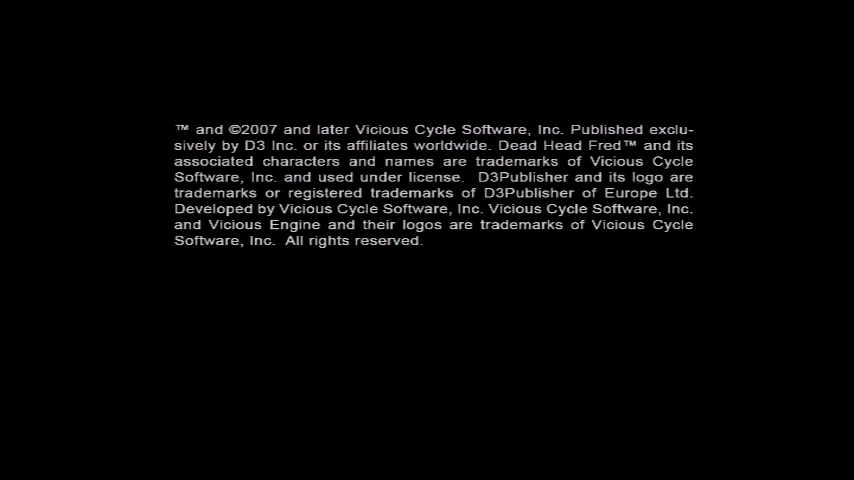 ™ and ©2007 and later Vicious Cycle Software, Inc. Published exclu-
sively by D3 Inc. or its affiliates worldwide. Dead Head Fred™ and its
associated characters and names are trademarks of Vicious Cycle
Software, Inc. and used under license.  D3Publisher and its logo are
trademarks or registered trademarks of D3Publisher of Europe Ltd.
Developed by Vicious Cycle Software, Inc. Vicious Cycle Software, Inc.
and Vicious Engine and their logos are trademarks of Vicious Cycle
Software, Inc.  All rights reserved.